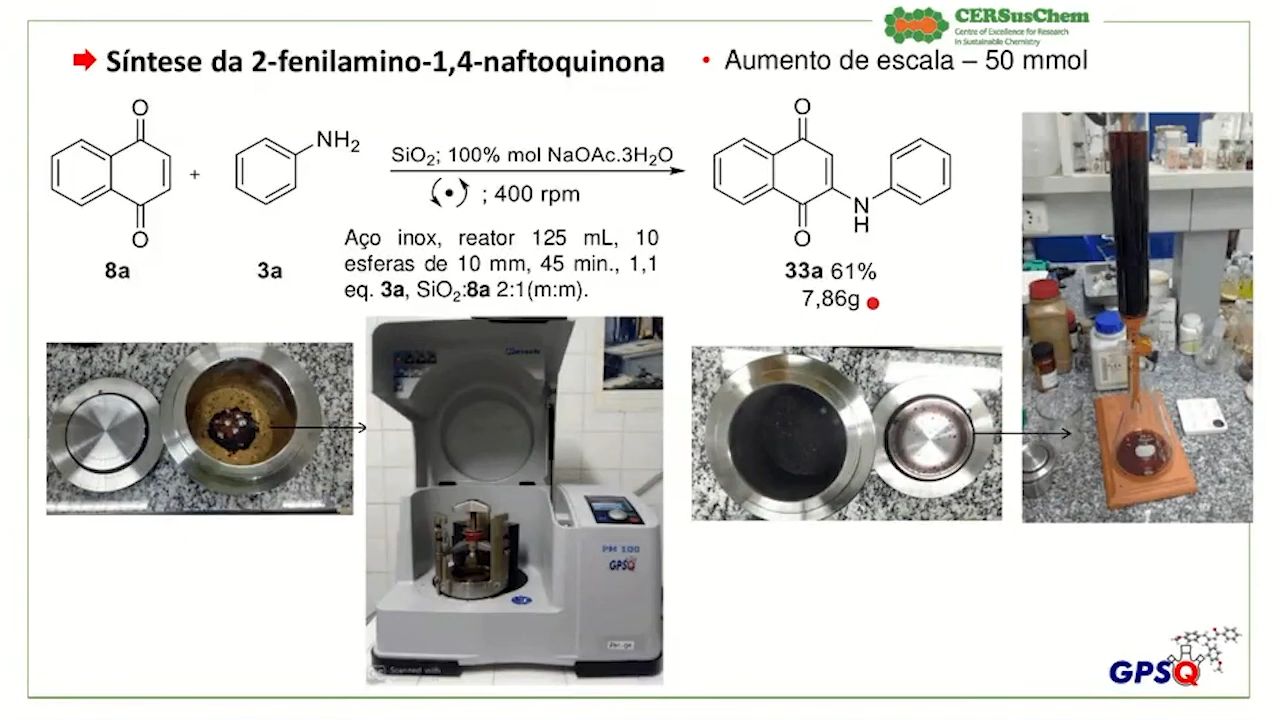 CERSusChem
Centre of Excellence for Research
in Sustainable Chemistry
Síntese da 2-fenilamino-1,4-naftoquinona
• Aumento de escala – 50 mmol
O
O
8a
+
NH2
3a
SiO2; 100% mol NaOAc.3H2O
; 400 rpm
Aço inox, reator 125 mL, 10
esferas de 10 mm, 45 min., 1,1
eq. 3a, SiO2:8a 2:1(m:m).
O
O
N
H
33a 61%
7,86g
Retsch
PM 100
GPSQ
Scanned with
GPSQ